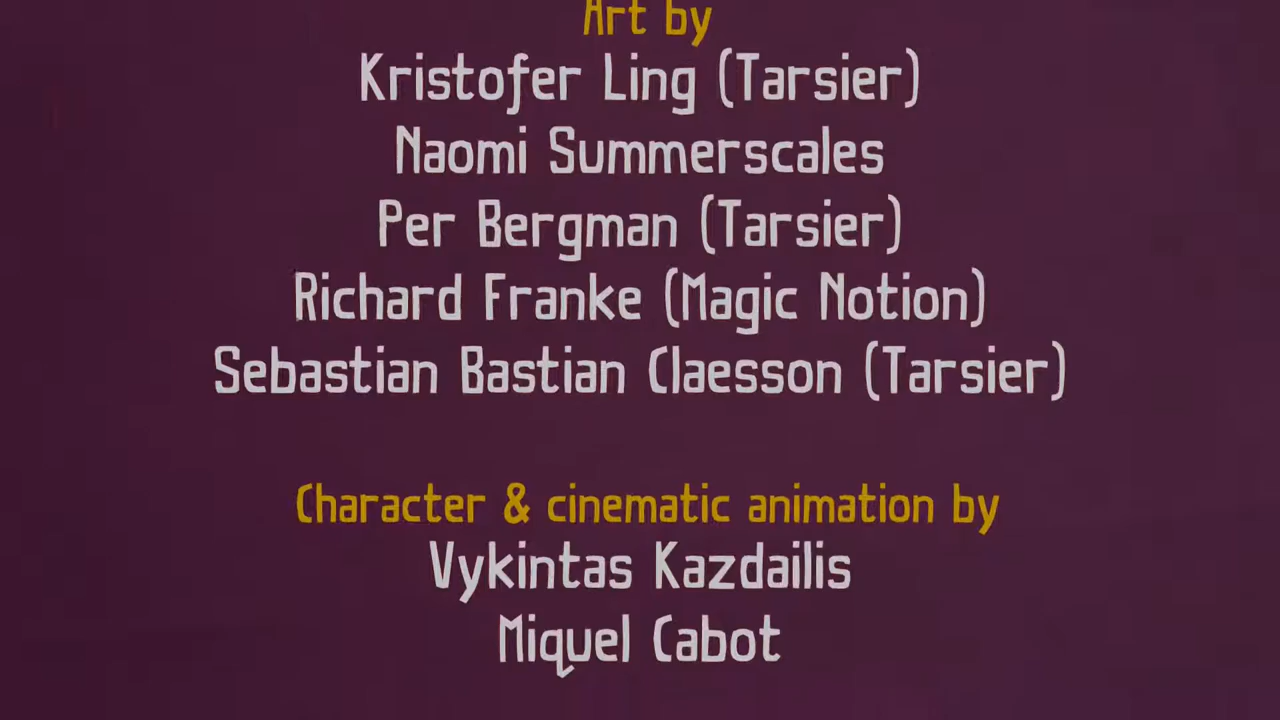 Art by
Kristofer Ling (Tarsier)
Naomi Summerscales
Per Bergman (Tarsier)
Richard Franke (Magic Notion)
Sebastian Bastian Claesson (Tarsier)
Character & cinematic animation by
Vykintas Kazdailis
Miquel Cabot